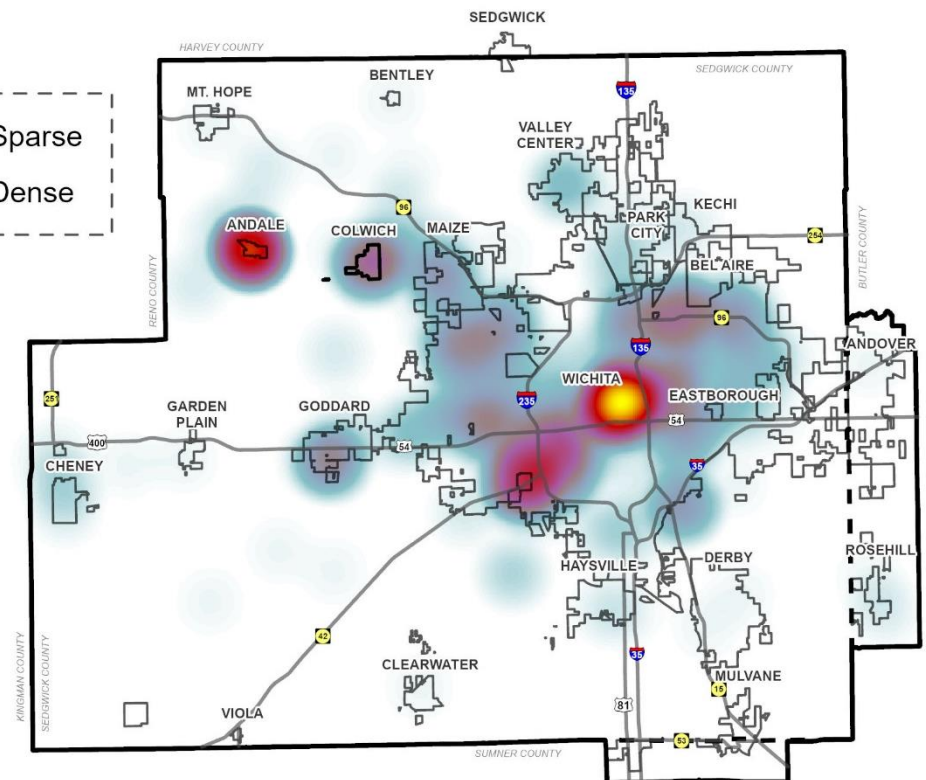 SEDGWICK
HARVEY COUNTY
SEDGWICK COUNTY
BENTLEY
MT. HOPE
135
Sparse
Dense
VALLEY
CENTER
96
ANDALE
COLWICH
MAIZE
PARK
CITY
KECHI
254
BEL AIRE
RENO COUNTY
BUTLER COUNTY
96
135
ANDOVER
WICHITA
EASTBOROUGH
235
54
GARDEN
PLAIN
GODDARD
400
54
CHENEY
35
HAYSVILLE
DERBY
ROSEHILL
42
35
KINGMAN COUNTY
SEDGWICK COUNTY
CLEARWATER
MULVANE
15
81
VIOLA
53
SUMNER COUNTY